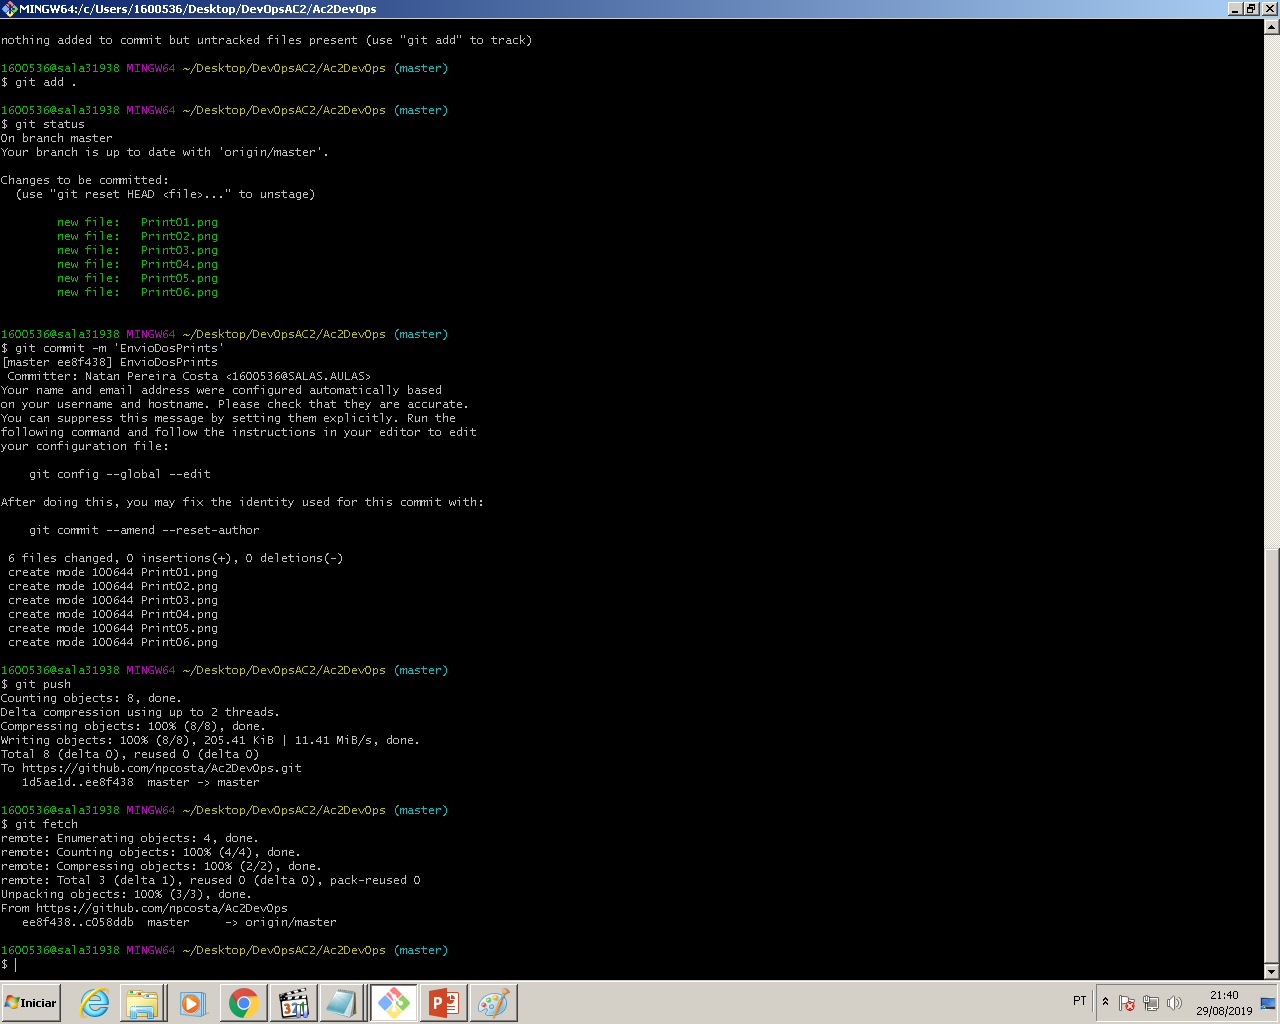 MINGW64:/c/Users/1600536/Desktop/DevOpsAC2/Ac2DevOps
nothing added to commit but untracked files present (use "git add" to track)
1600536@sala31938 MINGW64 ~/Desktop/DevOpsAC2/Ac2DevOps (master)
$ git add .
1600536@sala31938 MINGW64 ~/Desktop/DevOpsAC2/Ac2DevOps (master)
$ git status
On branch master
Your branch is up to date with 'origin/master'.
Changes to be committed:
(use "git reset HEAD <file>..." to unstage)
new file: Print01.png
new file: Print02.png
new file: Print03.png
new file: Print04.png
new file: Print05.png
new file: Print06.png
1600536@sala31938 MINGW64 ~/Desktop/DevOpsAC2/Ac2DevOps (master)
$ git commit -m 'EnvioDosPrints'
[master ee8f438] EnvioDosPrints
Committer: Natan Pereira Costa <1600536@SALAS.AULAS>
Your name and email address were configured automatically based
on your username and hostname. Please check that they are accurate.
You can suppress this message by setting them explicitly. Run the
following command and follow the instructions in your editor to edit
your configuration file:
git config --global --edit
After doing this, you may fix the identity used for this commit with:
git commit --amend --reset-author
6 files changed, 0 insertions(+), 0 deletions(-)
create mode 100644 Print01.png
create mode 100644 Print02.png
create mode 100644 Print03.png
create mode 100644 Print04.png
create mode 100644 Print05.png
create mode 100644 Print06.png
1600536@sala31938 MINGW64 ~/Desktop/DevOpsAC2/Ac2DevOps (master)
$ git push
Counting objects: 8, done.
Delta compression using up to 2 threads.
Compressing objects: 100% (8/8), done.
Writing objects: 100% (8/8), 205.41 KiB | 11.41 MiB/s, done.
Total 8 (delta 0), reused 0 (delta 0)
To https://github.com/npcosta/Ac2DevOps.git
1d5ae1d..ee8f438 master -> master
1600536@sala31938 MINGW64 ~/Desktop/DevOpsAC2/Ac2DevOps (master)
$ git fetch
remote: Enumerating objects: 4, done.
remote: Counting objects: 100% (4/4), done.
remote: Compressing objects: 100% (2/2), done.
remote: Total 3 (delta 1), reused 0 (delta 0), pack-reused 0
Unpacking objects: 100% (3/3), done.
From https://github.com/npcosta/Ac2DevOps
ee8f438..c058ddb master -> origin/master
1600536@sala31938 MINGW64 ~/Desktop/DevOpsAC2/Ac2DevOps (master)
$
Iniciar
321
PT
21:40
29/08/2019